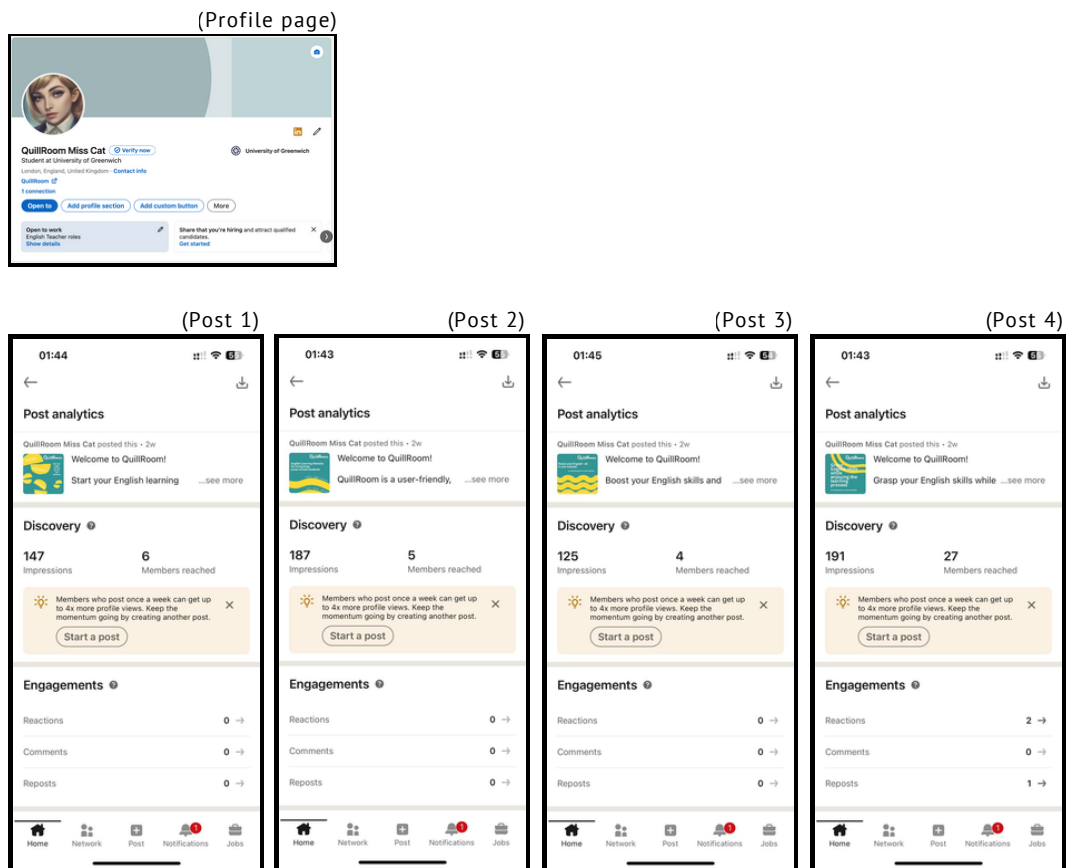 (Profile page)
QuillRoom Miss Cat Verify now
University of Greenwich
Student at University of Greenwich
London, England, United Kingdom · Contact info
QuillRoom
1 connection
Open to Add profile section Add custom button More
Open to work
English Teacher roles
Show details
Share that you're hiring and attract qualified
candidates.
Get started
(Post 1)
01:44
Post analytics
QuillRoom Miss Cat posted this • 2w
Welcome to QuillRoom!
Start your English learning ...see more
Discovery
147 6
Impressions Members reached
Members who post once a week can get up
to 4x more profile views. Keep the
momentum going by creating another post.
Start a post
Engagements
Reactions 0
Comments 0
Reposts 0
1
Home Network Post Notifications Jobs
(Post 2)
01:43
Post analytics
QuillRoom Miss Cat posted this • 2w
Welcome to QuillRoom!
QuillRoom is a user-friendly, ...see more
Discovery
187 5
Impressions Members reached
Members who post once a week can get up
to 4x more profile views. Keep the
momentum going by creating another post.
Start a post
Engagements
Reactions 0
Comments 0
Reposts 0
1
Home Network Post Notifications Jobs
(Post 3)
01:45
Post analytics
QuillRoom Miss Cat posted this • 2w
Welcome to QuillRoom!
Boost your English skills and ...see more
Discovery
125 4
Impressions Members reached
Members who post once a week can get up
to 4x more profile views. Keep the
momentum going by creating another post.
Start a post
Engagements
Reactions 0
Comments 0
Reposts 0
1
Home Network Post Notifications Jobs
(Post 4)
01:43
Post analytics
QuillRoom Miss Cat posted this • 2w
Welcome to QuillRoom!
Grasp your English skills while ...see more
Discovery
191 27
Impressions Members reached
Members who post once a week can get up
to 4x more profile views. Keep the
momentum going by creating another post.
Start a post
Engagements
Reactions 2
Comments 0
Reposts 1
1
Home Network Post Notifications Jobs